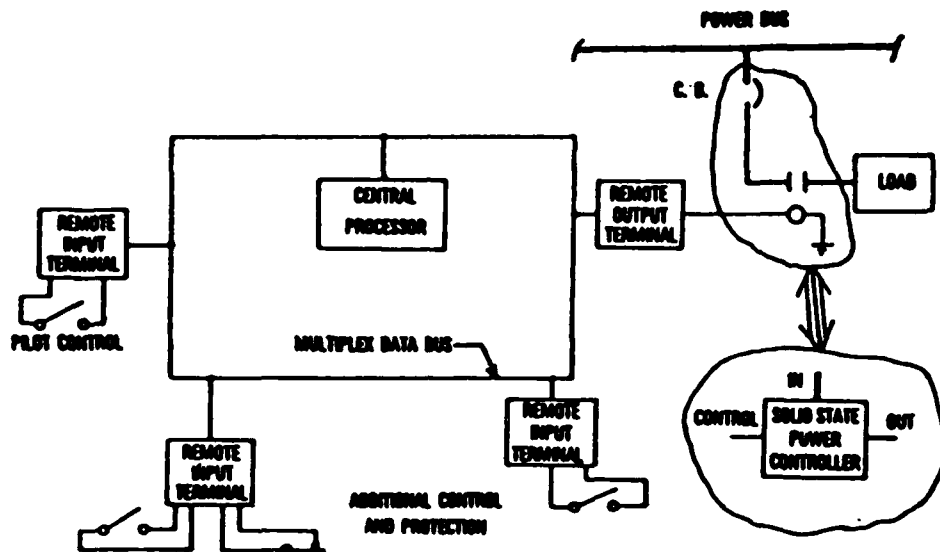 POWER BUS
C. B.
CENTRAL
PROCESSOR
REMOTE
INPUT
TERMINAL
PILOT CONTROL
REMOTE
OUTPUT
TERMINAL
LOAD
MULTIPLEX DATA BUS
REMOTE
INPUT
TERMINAL
REMOTE
INPUT
TERMINAL
ADDITIONAL CONTROL
AND PROTECTION
IN
CONTROL
SOLID STATE
POWER
CONTROLLER
OUT